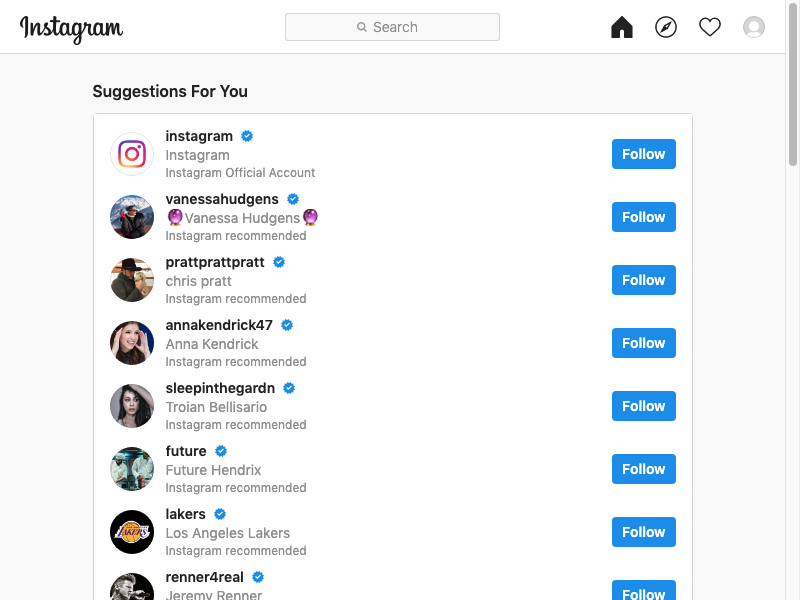 Instagram
Search
Suggestions For You
instagram
Instagram
Instagram Official Account
Follow
vanessahudgens
🔮Vanessa Hudgens🔮
Instagram recommended
Follow
prattprattpratt
chris pratt
Instagram recommended
Follow
annakendrick47
Anna Kendrick
Instagram recommended
Follow
sleepinthegardn
Troian Bellisario
Instagram recommended
Follow
future
Future Hendrix
Instagram recommended
Follow
LAKERS
lakers
Los Angeles Lakers
Instagram recommended
Follow
renner4real
Jeremy Renner
Follow